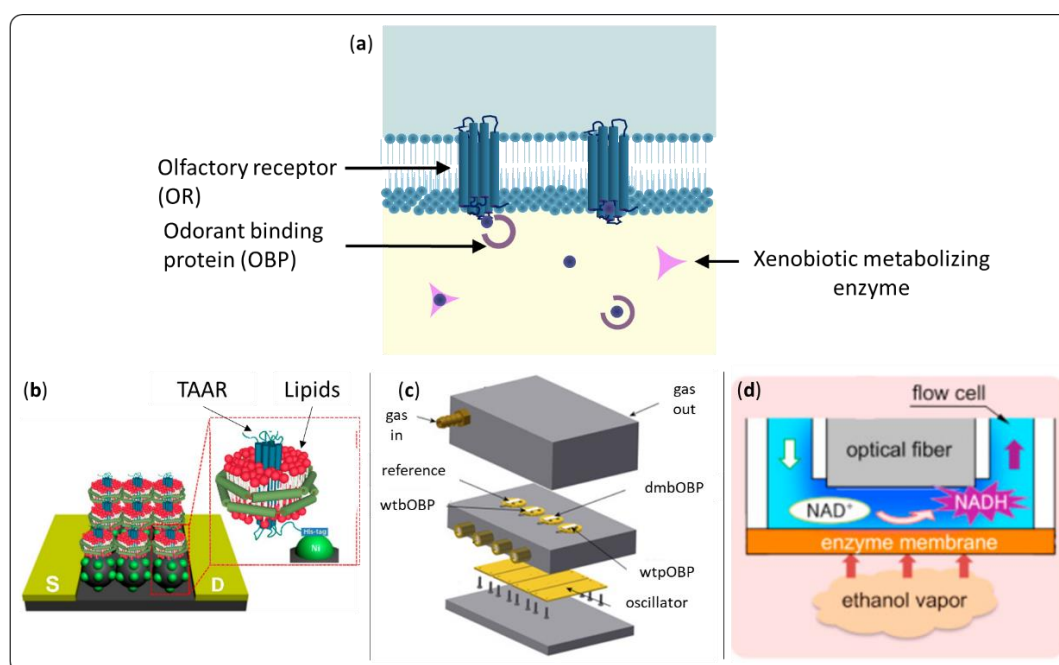 (a)
Olfactory receptor
(OR)
Odorant binding
protein (OBP)
Xenobiotic metabolizing
enzyme
(b)
TAAR
Lipids
His-tag
Ni
S
D
(c)
gas
in
gas
out
reference
wtbOBP
dmbOBP
wtpOBP
oscillator
(d)
flow cell
optical fiber
NAD⁺
NADH
enzyme membrane
ethanol vapor